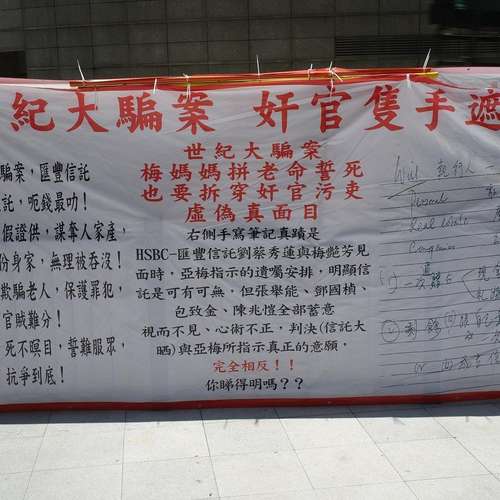 紀大騙案 奸官隻手遮
世紀大騙案
梅媽媽拼老命誓死
也要拆穿奸官污吏
虛偽真面目
騙案，匯豐信託
託，呃錢最叻！
假證供，謀奪人家產，
份身家，無理被吞沒！
欺騙老人，保護罪犯，
官賊難分！
死不瞑目，誓難服眾，
抗爭到底！
右側手寫筆記真蹟是
HSBC-匯豐信託劉蔡秀蓮與梅艷芳見
面時，亞梅指示的遺囑安排，明顯信
託是可有可無，但張舉能、鄧國楨、
包致金、陳兆愷全部蓄意
視而不見、心術不正，判決(信託大
晒)與亞梅所指示真正的意願，
完全相反！！
你睇得明嗎？？
Will 執行人